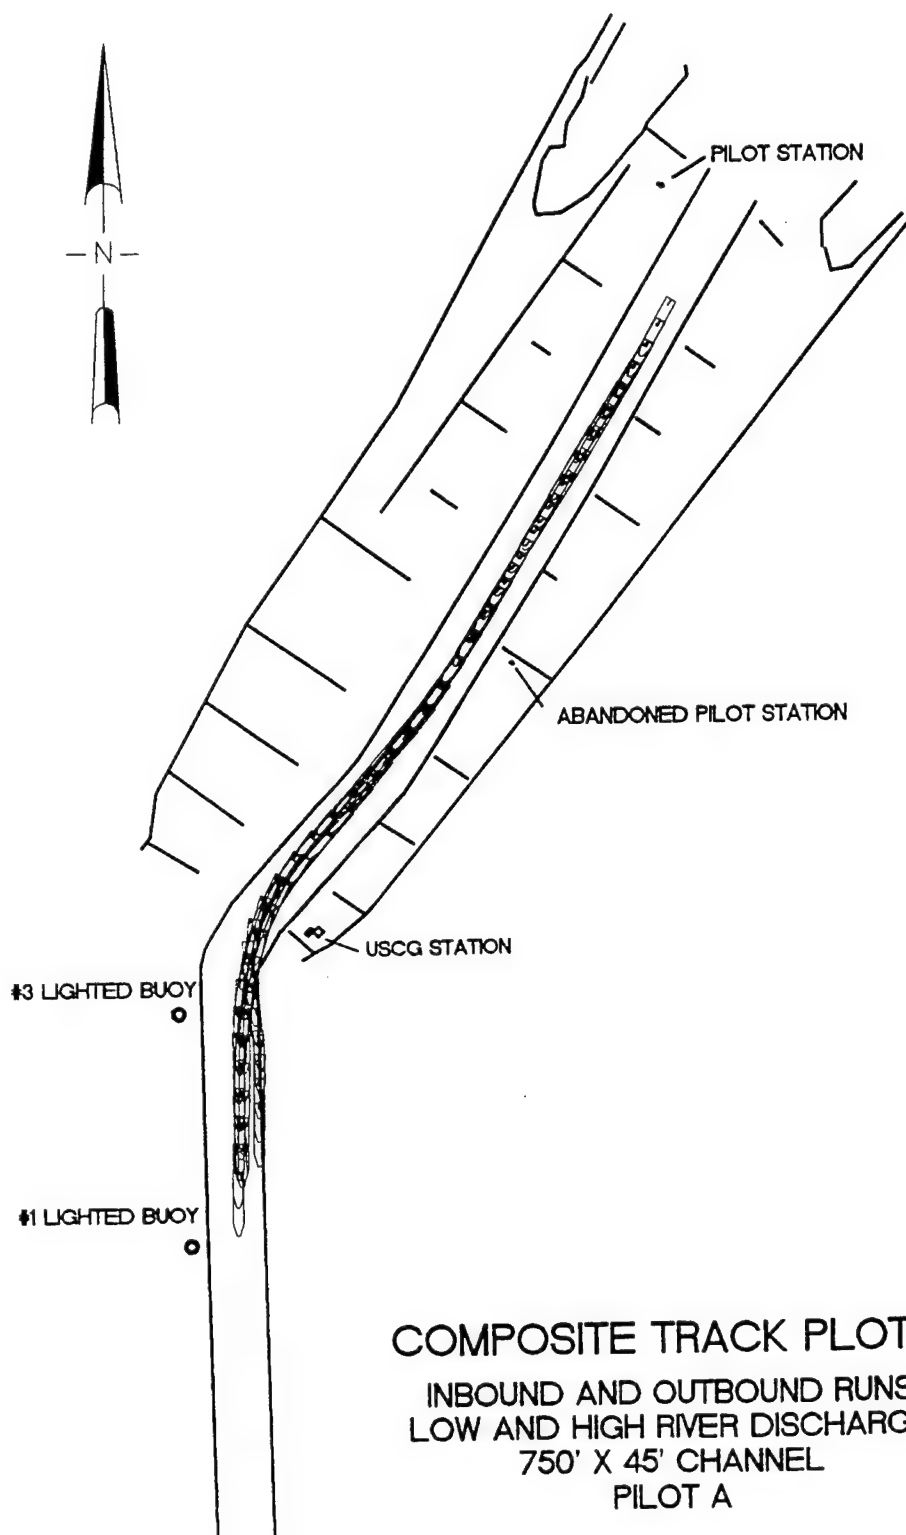 PILOT STATION
N
ABANDONED PILOT STATION
USCG STATION
#3 LIGHTED BUOY
#1 LIGHTED BUOY
COMPOSITE TRACK PLOT
INBOUND AND OUTBOUND RUNS
LOW AND HIGH RIVER DISCHARG
750' X 45' CHANNEL
PILOT A